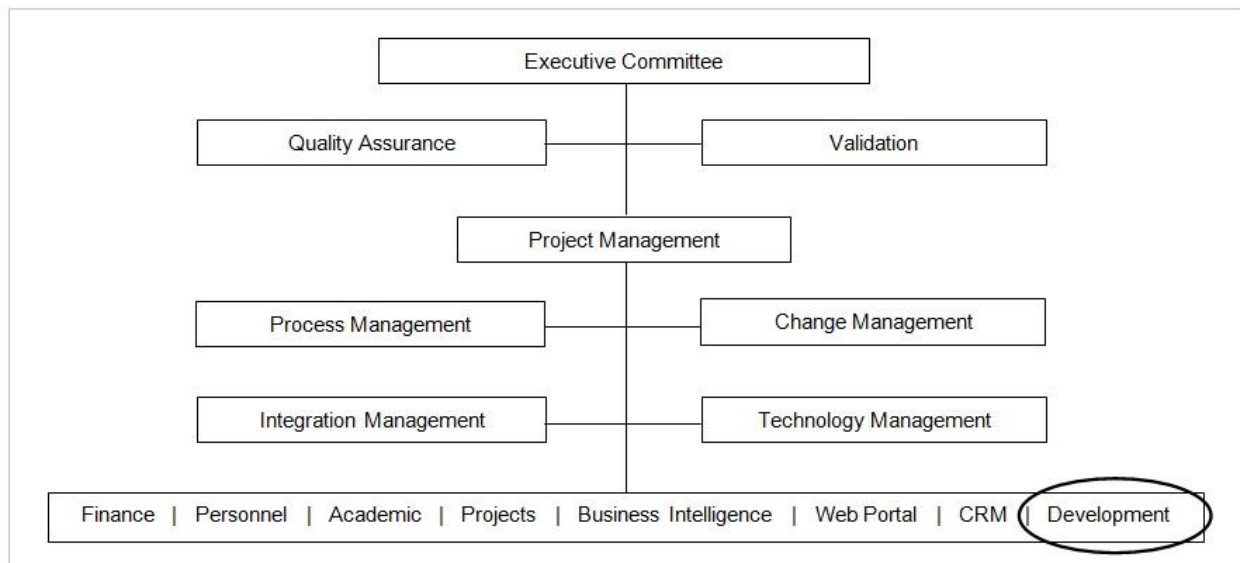 Executive Committee
Quality Assurance
Validation
Project Management
Process Management
Change Management
Integration Management
Technology Management
Finance | Personnel | Academic | Projects | Business Intelligence | Web Portal | CRM | Development